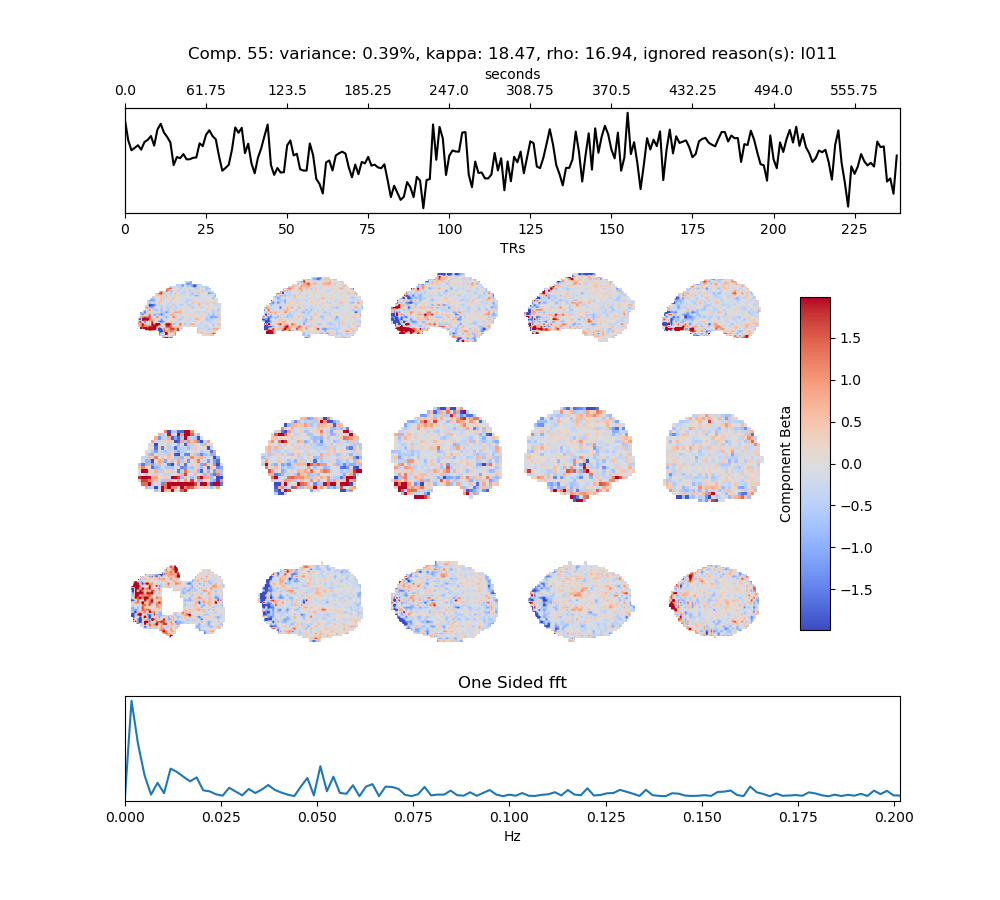 Comp. 55: variance: 0.39%, kappa: 18.47, rho: 16.94, ignored reason(s): I011
seconds
0.0 61.75 123.5 185.25 247.0 308.75 370.5 432.25 494.0 555.75
0 25 50 75 100 125 150 175 200 225
TRs
1.5
1.0
0.5
0.0
−0.5
−1.0
−1.5
Component Beta
One Sided fft
0.000 0.025 0.050 0.075 0.100 0.125 0.150 0.175 0.200
Hz